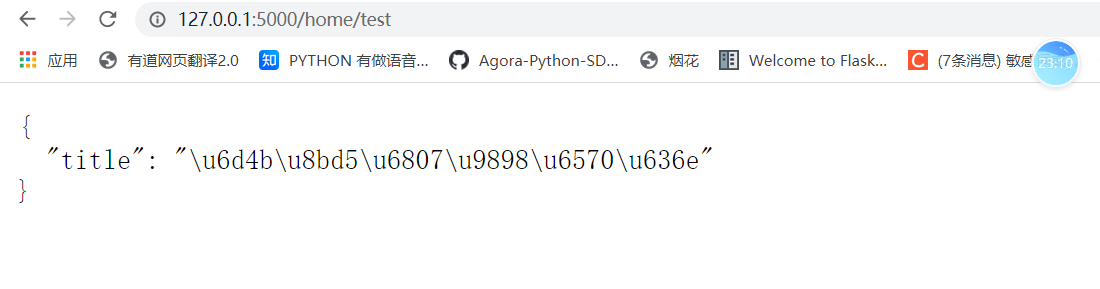 127.0.0.1:5000/home/test
应用 有道网页翻译2.0 知 PYTHON 有做语音... Agora-Python-SD... 烟花 Welcome to Flask... C (7条消息) 敏感 23:10
{
"title": "\u6d4b\u8bd5\u6807\u9898\u6570\u636e"
}